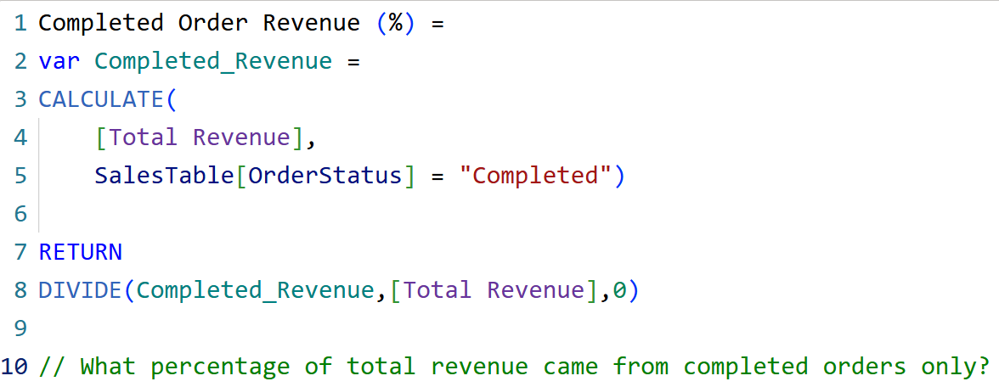 1 Completed Order Revenue (%) =
2 var Completed_Revenue =
3 CALCULATE(
4     [Total Revenue],
5     SalesTable[OrderStatus] = "Completed")
6
7 RETURN
8 DIVIDE(Completed_Revenue,[Total Revenue],0)
9
10 // What percentage of total revenue came from completed orders only?